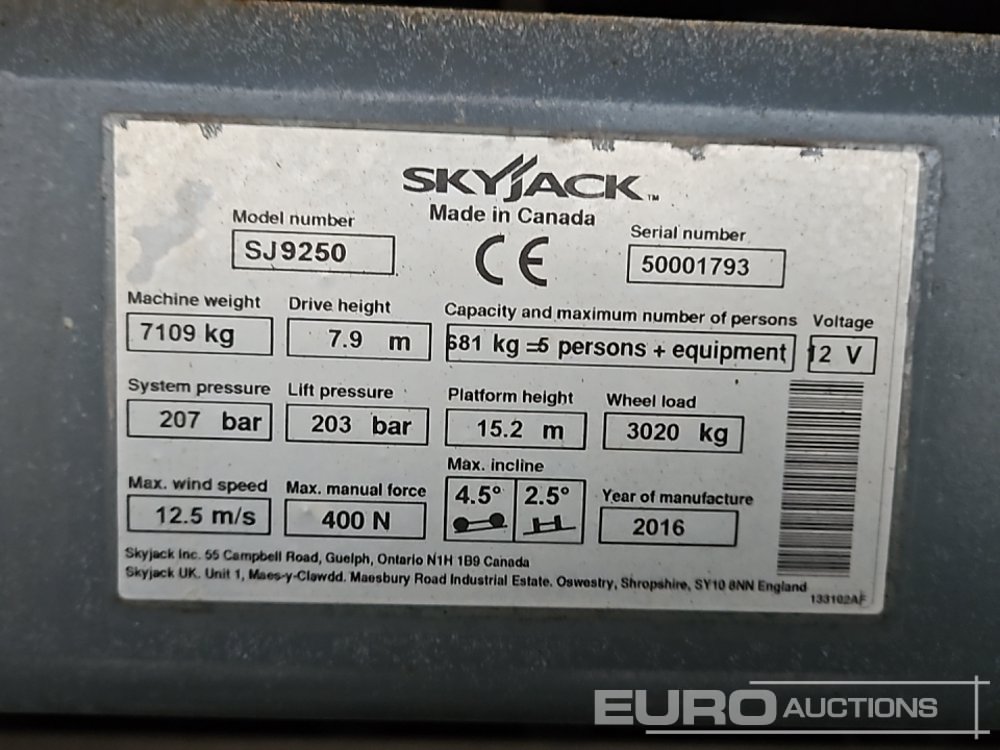 SKYJACK™
Made in Canada
Model number
SJ9250
CE
Serial number
50001793
Machine weight
7109 kg
Drive height
7.9 m
Capacity and maximum number of persons
681 kg =5 persons + equipment
Voltage
12 V
System pressure
207 bar
Lift pressure
203 bar
Platform height
15.2 m
Wheel load
3020 kg
Max. wind speed
12.5 m/s
Max. manual force
400 N
Max. incline
4.5° 2.5°
Year of manufacture
2016
Skyjack Inc. 55 Campbell Road, Guelph, Ontario N1H 1B9 Canada
Skyjack UK. Unit 1, Maes-y-Clawdd. Maesbury Road Industrial Estate. Oswestry, Shropshire, SY10 8NN England
133102AF
EURO AUCTIONS